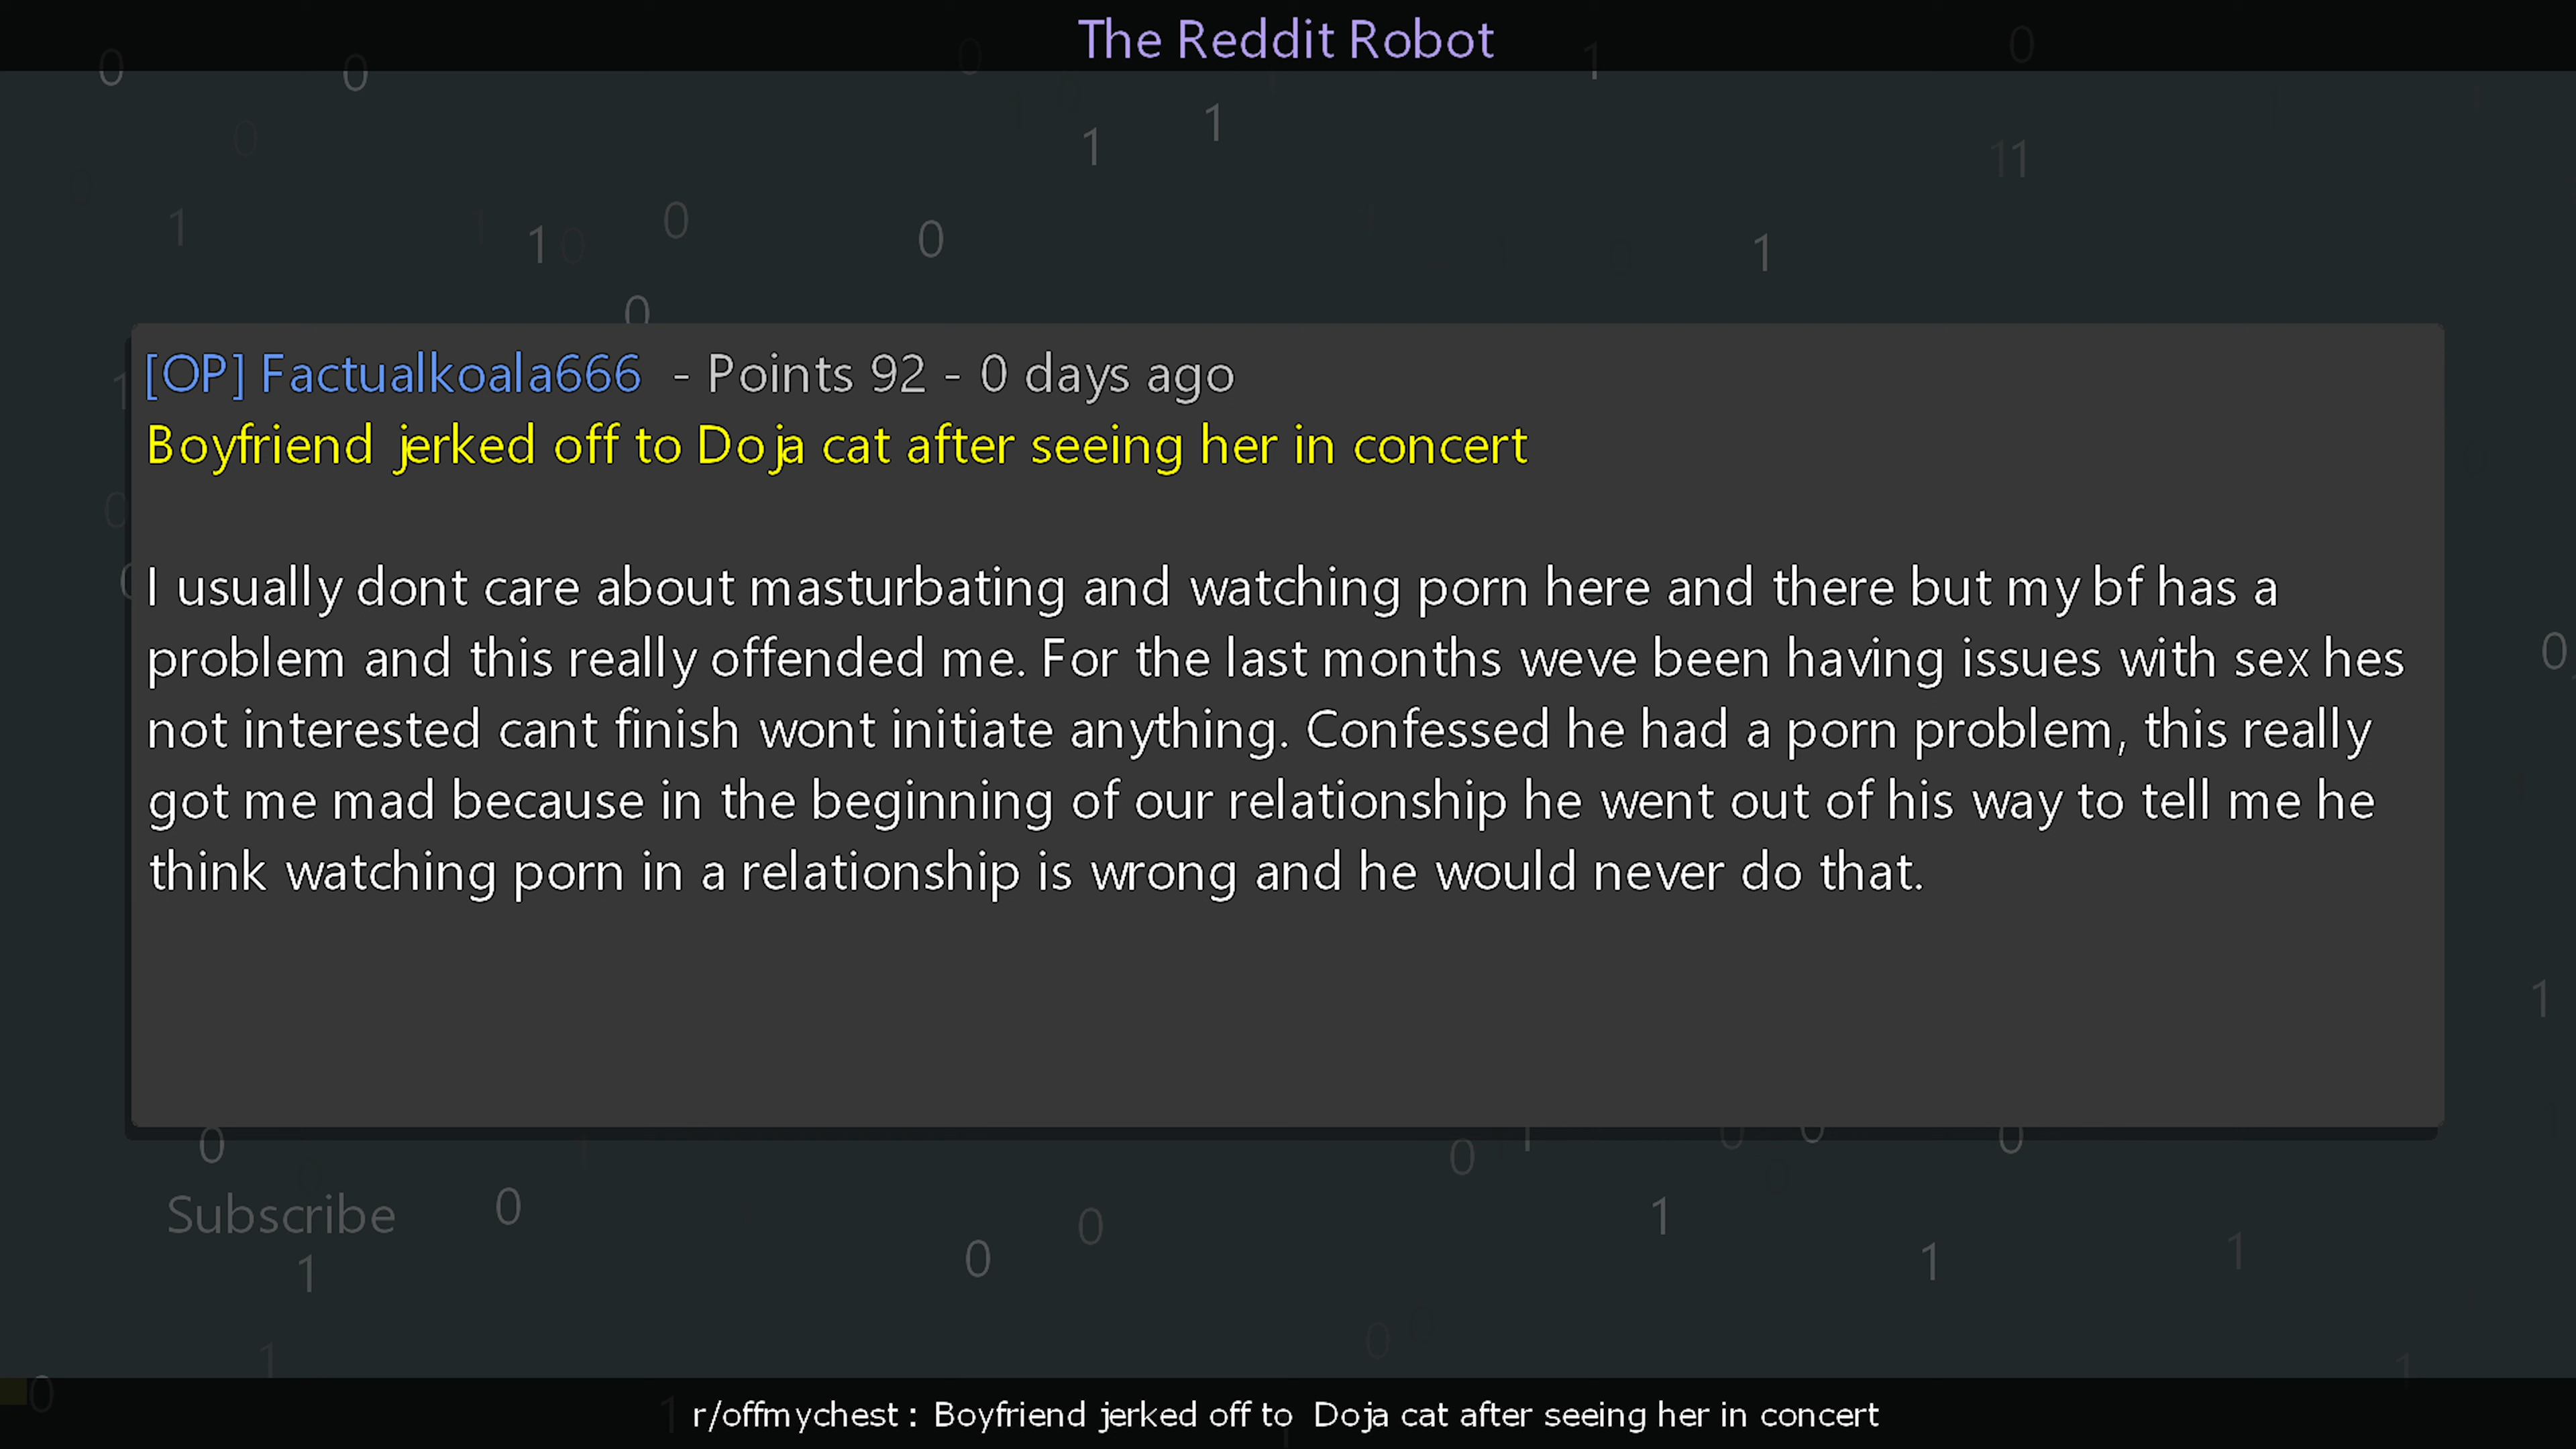 The Reddit Robot
[OP] Factualkoala666 - Points 92 - 0 days ago
Boyfriend jerked off to Doja cat after seeing her in concert
I usually dont care about masturbating and watching porn here and there but my bf has a
problem and this really offended me. For the last months weve been having issues with sex hes
not interested cant finish wont initiate anything. Confessed he had a porn problem, this really
got me mad because in the beginning of our relationship he went out of his way to tell me he
think watching porn in a relationship is wrong and he would never do that.
Subscribe
r/offmychest : Boyfriend jerked off to Doja cat after seeing her in concert